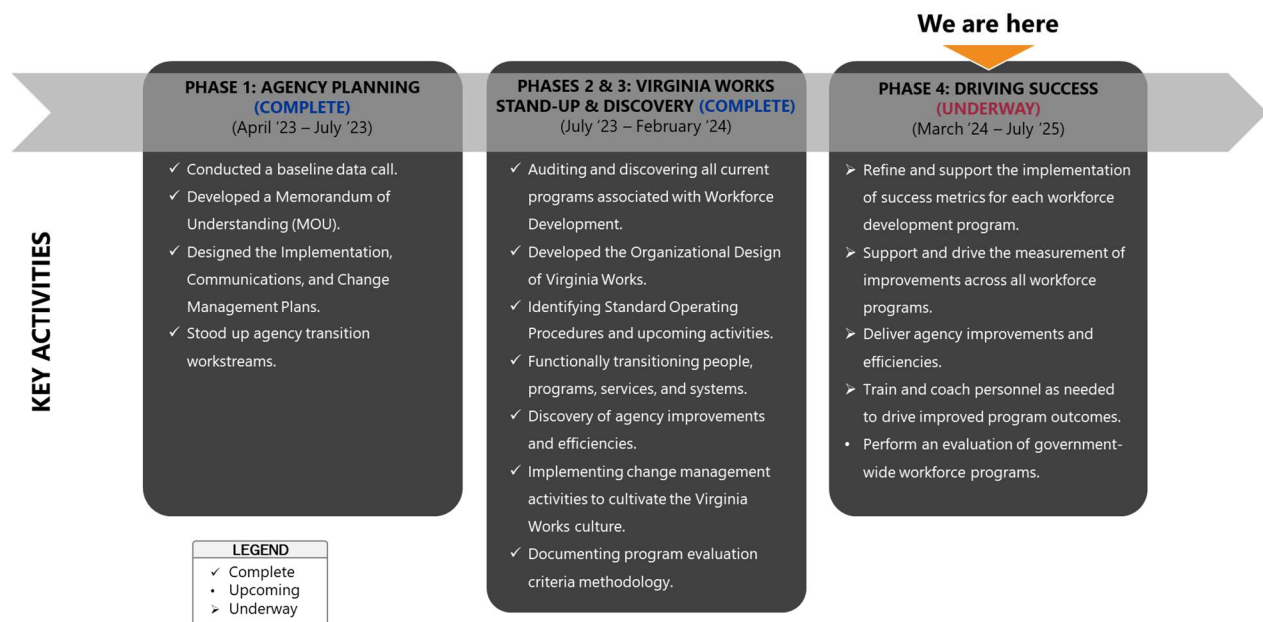 We are here
PHASE 1: AGENCY PLANNING
(COMPLETE)
(April ‘23 – July ‘23)
✓ Conducted a baseline data call.
✓ Developed a Memorandum of
Understanding (MOU).
✓ Designed the Implementation,
Communications, and Change
Management Plans.
✓ Stood up agency transition
workstreams.
PHASES 2 & 3: VIRGINIA WORKS
STAND-UP & DISCOVERY (COMPLETE)
(July ‘23 – February ‘24)
✓ Auditing and discovering all current
programs associated with Workforce
Development.
✓ Developed the Organizational Design
of Virginia Works.
✓ Identifying Standard Operating
Procedures and upcoming activities.
✓ Functionally transitioning people,
programs, services, and systems.
✓ Discovery of agency improvements
and efficiencies.
✓ Implementing change management
activities to cultivate the Virginia
Works culture.
✓ Documenting program evaluation
criteria methodology.
PHASE 4: DRIVING SUCCESS
(UNDERWAY)
(March ‘24 – July ‘25)
➢ Refine and support the implementation
of success metrics for each workforce
development program.
➢ Support and drive the measurement of
improvements across all workforce
programs.
➢ Deliver agency improvements and
efficiencies.
➢ Train and coach personnel as needed
to drive improved program outcomes.
• Perform an evaluation of government-
wide workforce programs.
KEY ACTIVITIES
LEGEND
✓ Complete
• Upcoming
➢ Underway